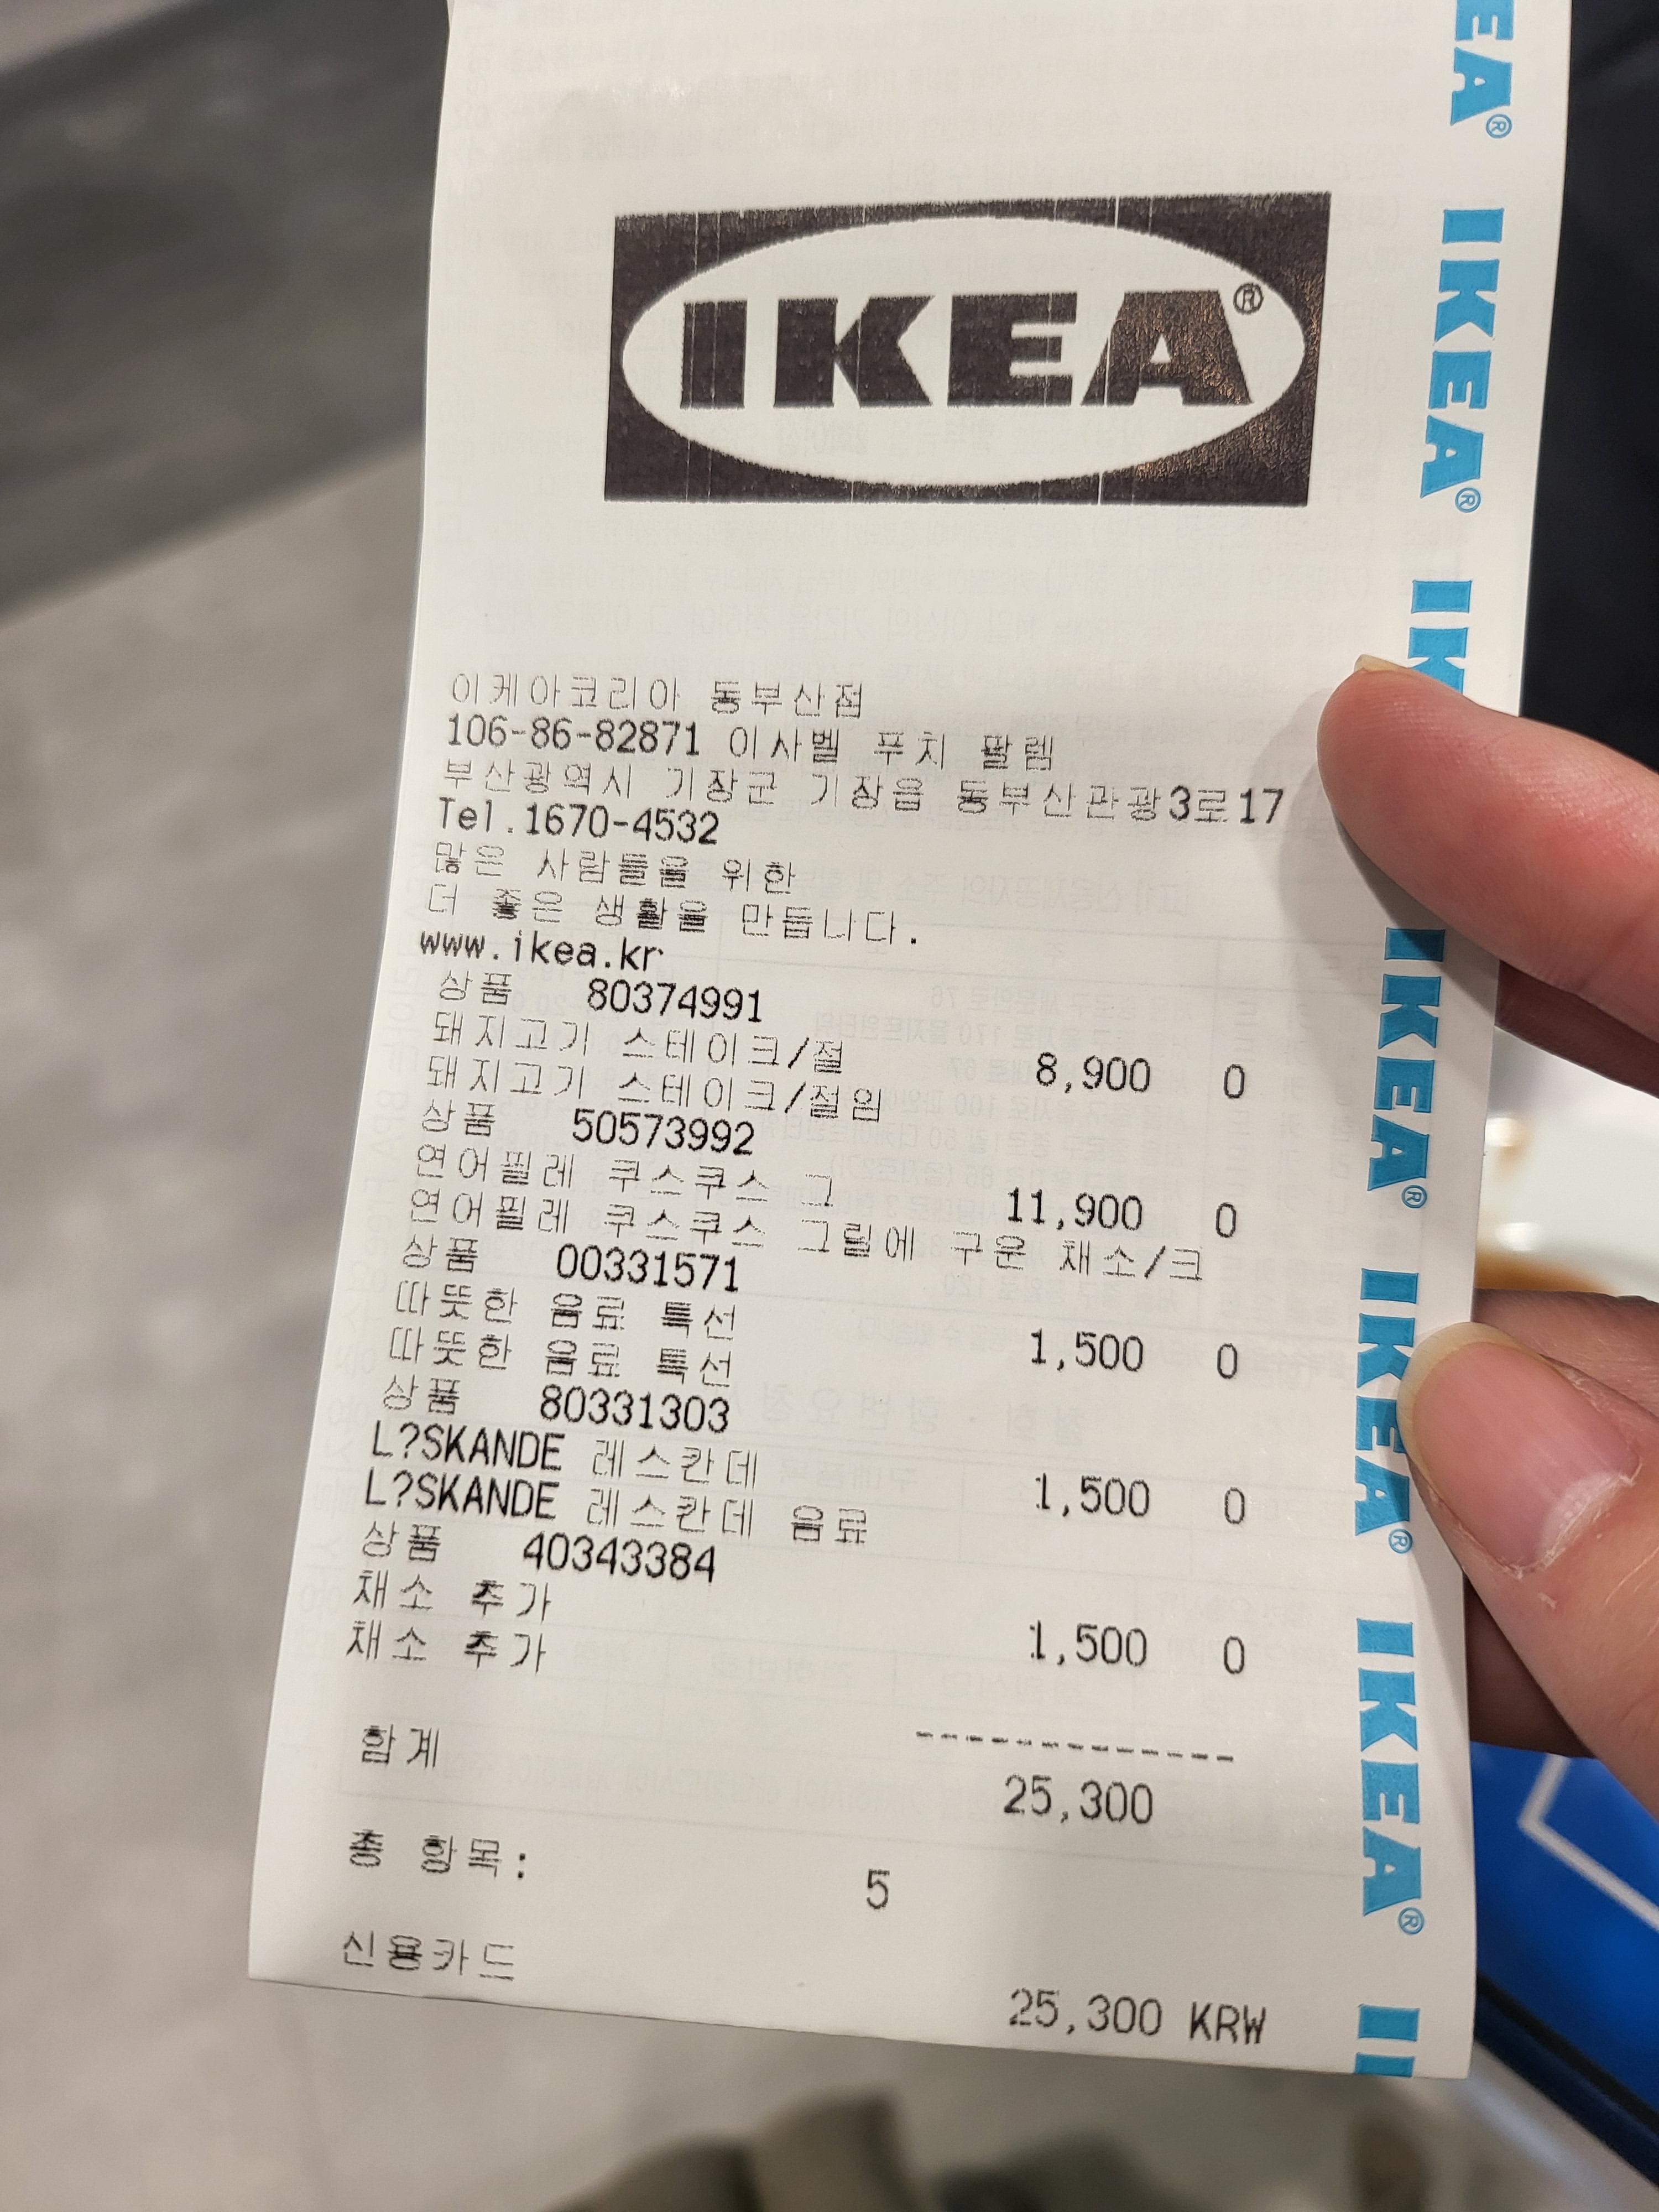 IKEA®
이케아코리아 동부산점
106-86-82871 이사벨 푸치 팔렘
부산광역시 기장군 기장읍 동부산관광3로17
Tel.1670-4532
많은 사람들을 위한
더 좋은 생활을 만듭니다.
www.ikea.kr
상품 80374991
돼지고기 스테이크/절 8,900 0
돼지고기 스테이크/절임
상품 50573992
연어필레 쿠스쿠스 그 11,900 0
연어필레 쿠스쿠스 그릴에 구운 채소/크
상품 00331571
따뜻한 음료 특선 1,500 0
따뜻한 음료 특선
상품 80331303
L?SKANDE 레스칸데 1,500 0
L?SKANDE 레스칸데 음료
상품 40343384
채소 추가 1,500 0
채소 추가
------------
합계 25,300
총 항목: 5
신용카드 25,300 KRW
EA®
IKEA®
IKEA®
IKEA®
IKEA®